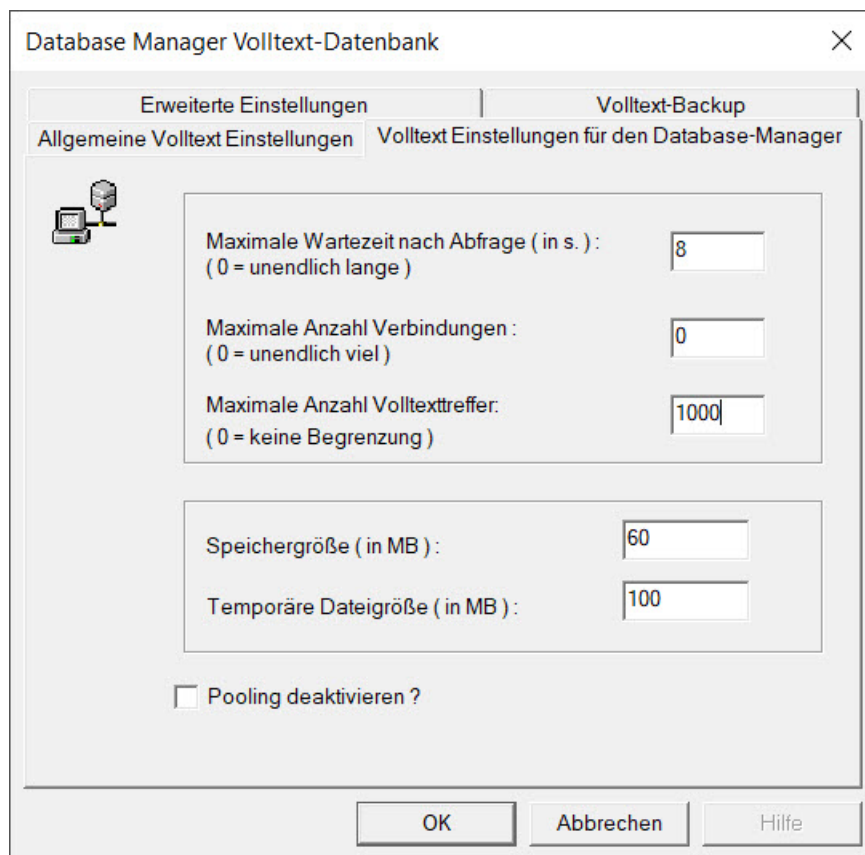 Database Manager Volltext-Datenbank
Erweiterte Einstellungen
Volltext-Backup
Allgemeine Volltext Einstellungen
Volltext Einstellungen für den Database-Manager
Maximale Wartezeit nach Abfrage ( in s. ) :
( 0 = unendlich lange )
8
Maximale Anzahl Verbindungen :
( 0 = unendlich viel )
0
Maximale Anzahl Volltexttreffer:
( 0 = keine Begrenzung )
1000
Speichergröße ( in MB ) :
60
Temporäre Dateigröße ( in MB ) :
100
Pooling deaktivieren ?
OK
Abbrechen
Hilfe